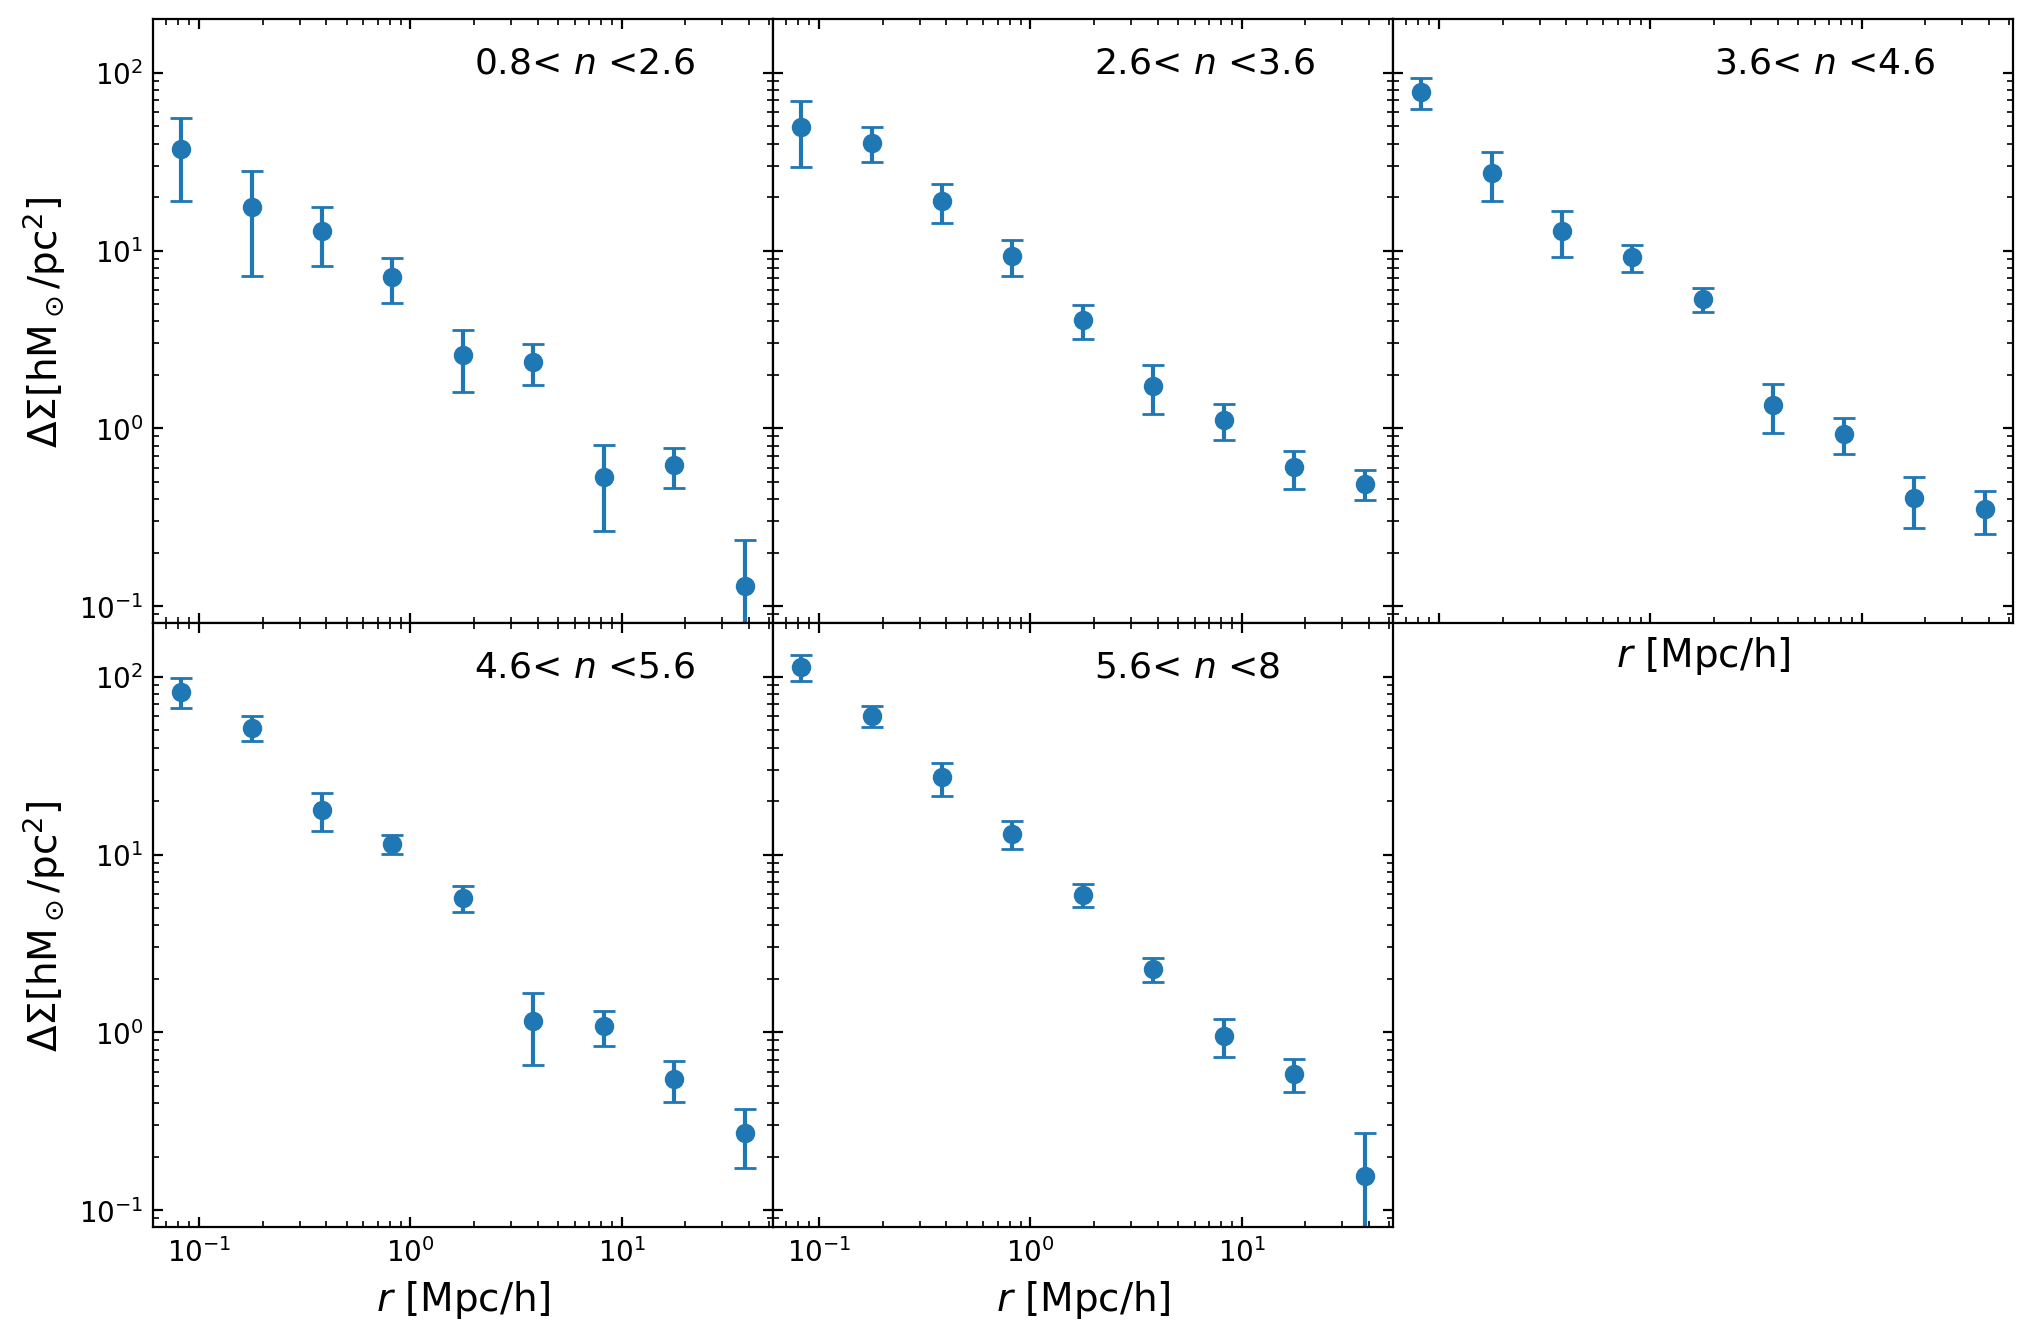 0.8< n <2.6
2.6< n <3.6
3.6< n <4.6
ΔΣ[hM⊙/pc²]
10²
10¹
10⁰
10⁻¹
r [Mpc/h]
4.6< n <5.6
5.6< n <8
ΔΣ[hM⊙/pc²]
10²
10¹
10⁰
10⁻¹
10⁻¹ 10⁰ 10¹
10⁻¹ 10⁰ 10¹
r [Mpc/h]
r [Mpc/h]